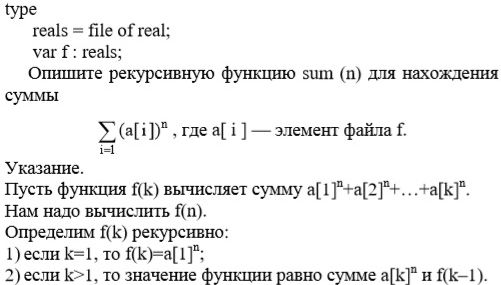 type
reals = file of real;
var f : reals;
Опишите рекурсивную функцию sum (n) для нахождения
суммы
∑ᵢ₌₁(a[i])ⁿ , где a[ i ] — элемент файла f.
Указание.
Пусть функция f(k) вычисляет сумму a[1]ⁿ+a[2]ⁿ+…+a[k]ⁿ.
Нам надо вычислить f(n).
Определим f(k) рекурсивно:
1) если k=1, то f(k)=a[1]ⁿ;
2) если k>1, то значение функции равно сумме a[k]ⁿ и f(k–1).